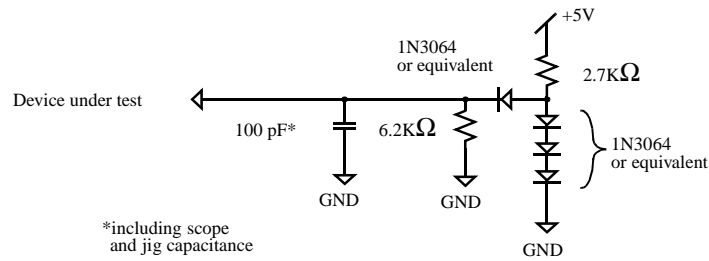 +5V
1N3064
or equivalent
2.7KΩ
Device under test
100 pF*
6.2KΩ
1N3064
or equivalent
GND
GND
*including scope
and jig capacitance
GND